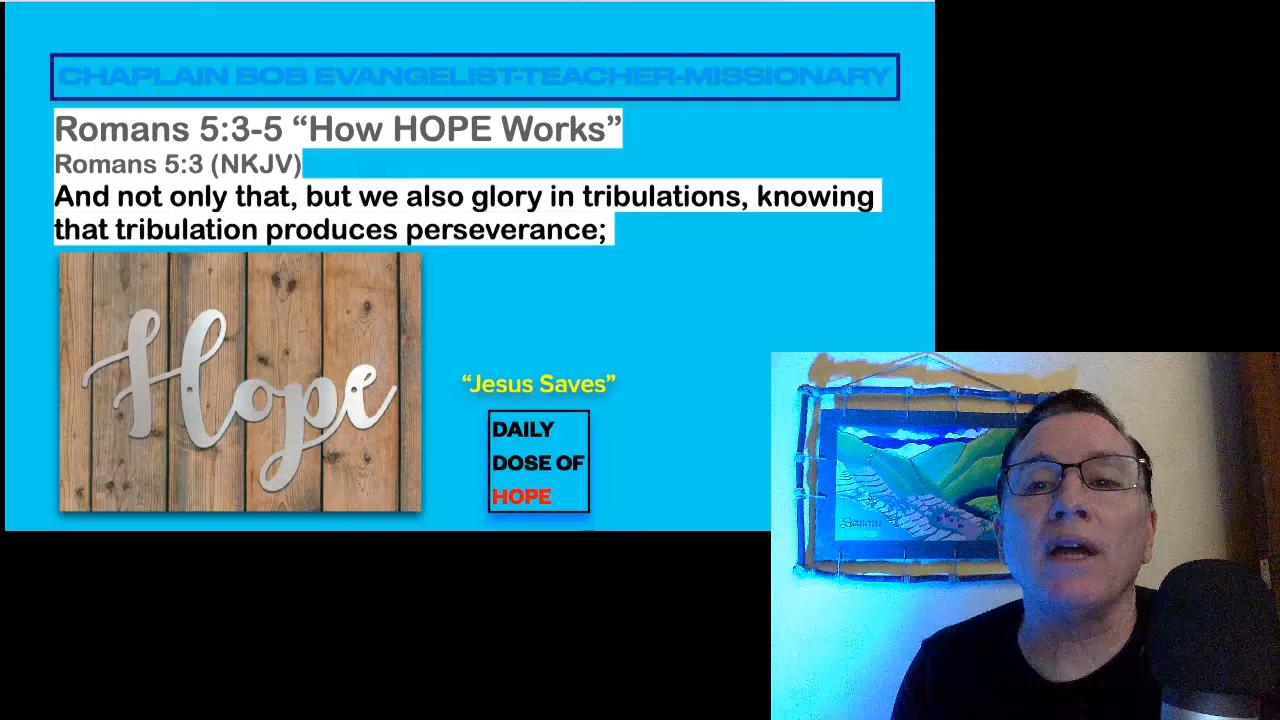 CHAPLAIN BOB EVANGELIST-TEACHER-MISSIONARY
Romans 5:3-5 “How HOPE Works”
Romans 5:3 (NKJV)
And not only that, but we also glory in tribulations, knowing
that tribulation produces perseverance;
Hope
“Jesus Saves”
DAILY
DOSE OF
HOPE